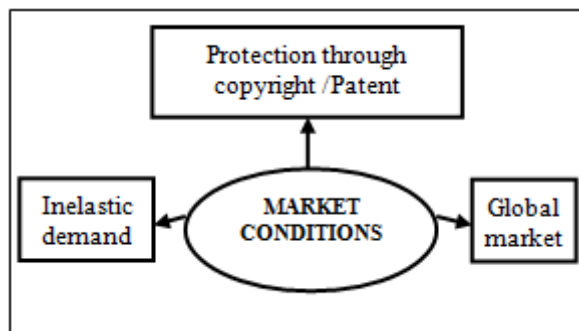 Protection through
copyright /Patent
Inelastic
demand
MARKET
CONDITIONS
Global
market